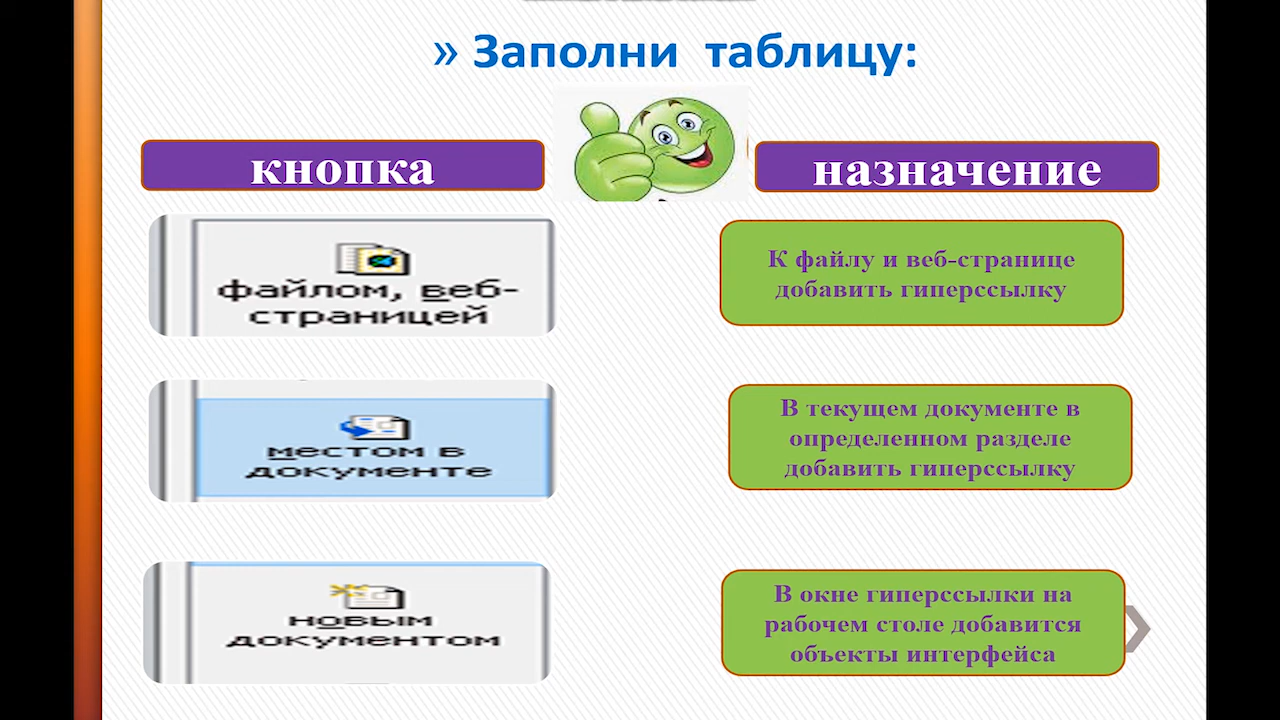 » Заполни таблицу:
кнопка
назначение
файлом, веб-
страницей
К файлу и веб-странице
добавить гиперссылку
местом в
документе
В текущем документе в
определенном разделе
добавить гиперссылку
новым
документом
В окне гиперссылки на
рабочем столе добавится
объекты интерфейса